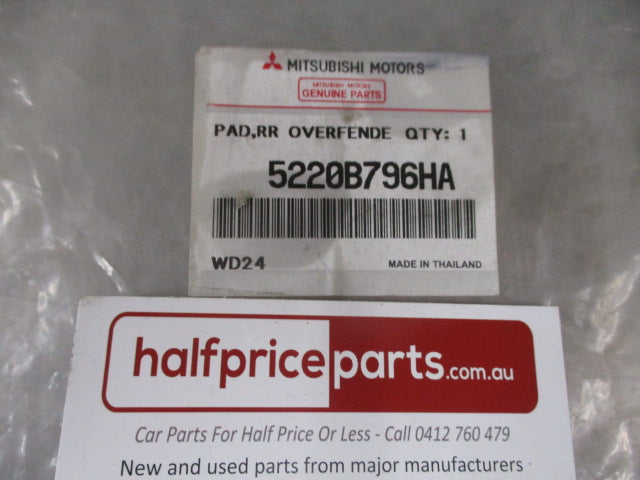 MITSUBISHI MOTORS
MITSUBISHI MOTORS
GENUINE PARTS
PAD,RR OVERFENDE QTY: 1
5220B796HA
WD24 MADE IN THAILAND
halfpriceparts.com.au
Car Parts For Half Price Or Less - Call 0412 760 479
New and used parts from major manufacturers